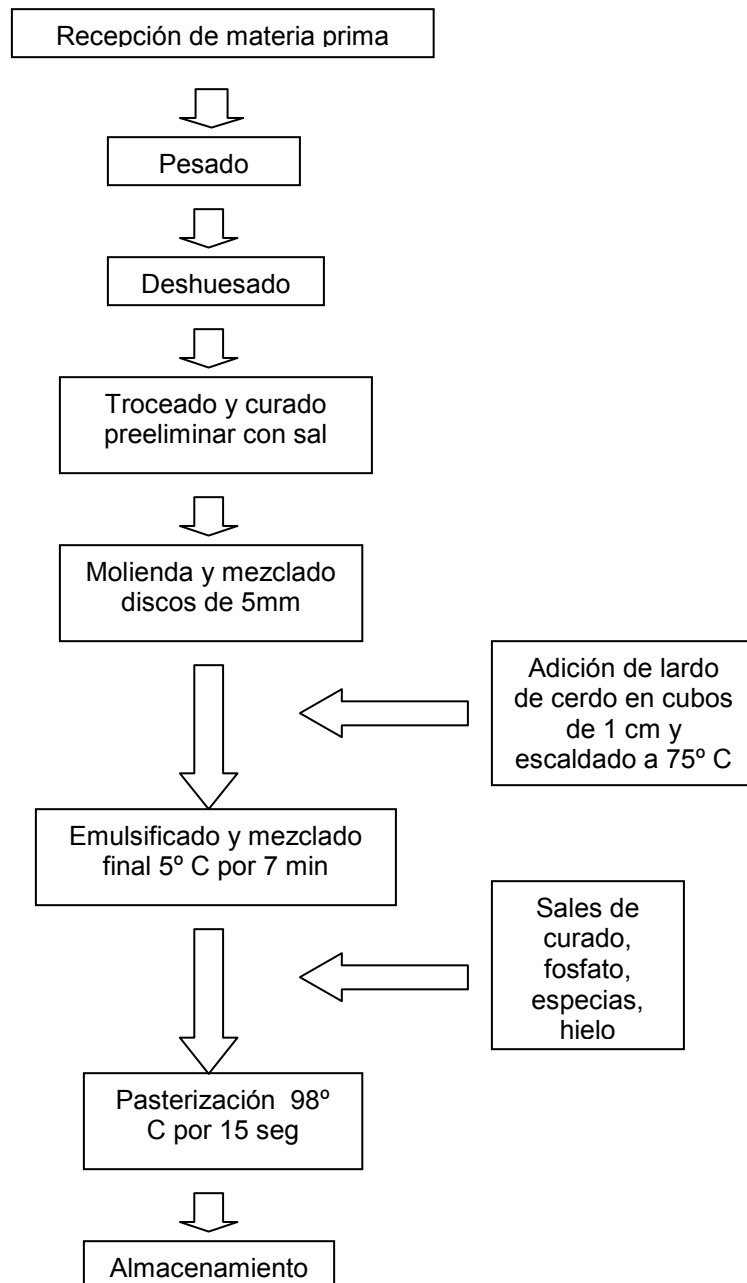 Recepción de materia prima
Pesado
Deshuesado
Troceado y curado
preeliminar con sal
Molienda y mezclado
discos de 5mm
Adición de lardo
de cerdo en cubos
de 1 cm y
escaldado a 75º C
Emulsificado y mezclado
final 5º C por 7 min
Sales de
curado,
fosfato,
especias,
hielo
Pasterización 98º
C por 15 seg
Almacenamiento